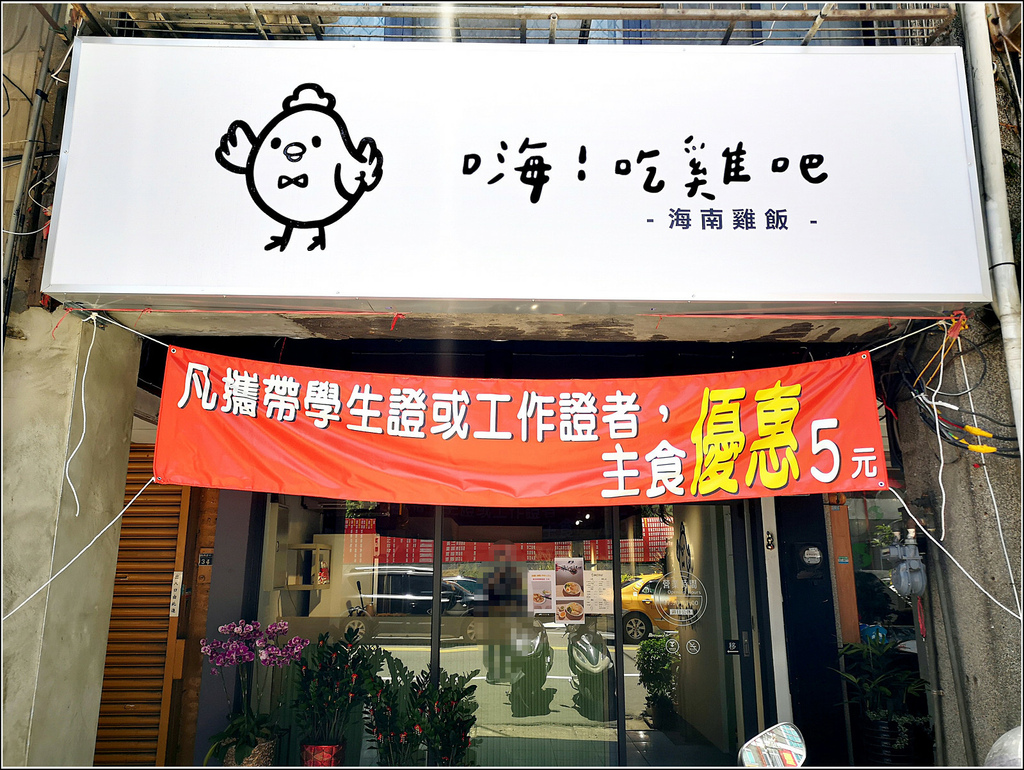 嗨！吃雞吧
- 海南雞飯 -
凡攜帶學生證或工作證者，
主食優惠5元
34